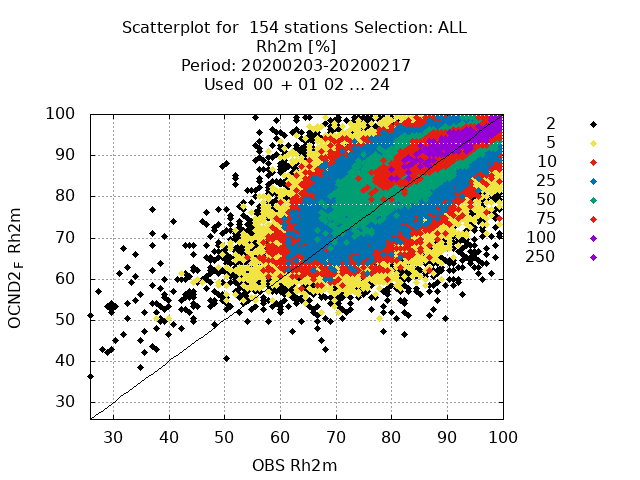 Scatterplot for  154 stations Selection: ALL
Rh2m [%]
Period: 20200203-20200217
Used  00 + 01 02 ... 24
OCND2_F Rh2m
100
90
80
70
60
50
40
30
30 40 50 60 70 80 90 100
OBS Rh2m
2
5
10
25
50
75
100
250